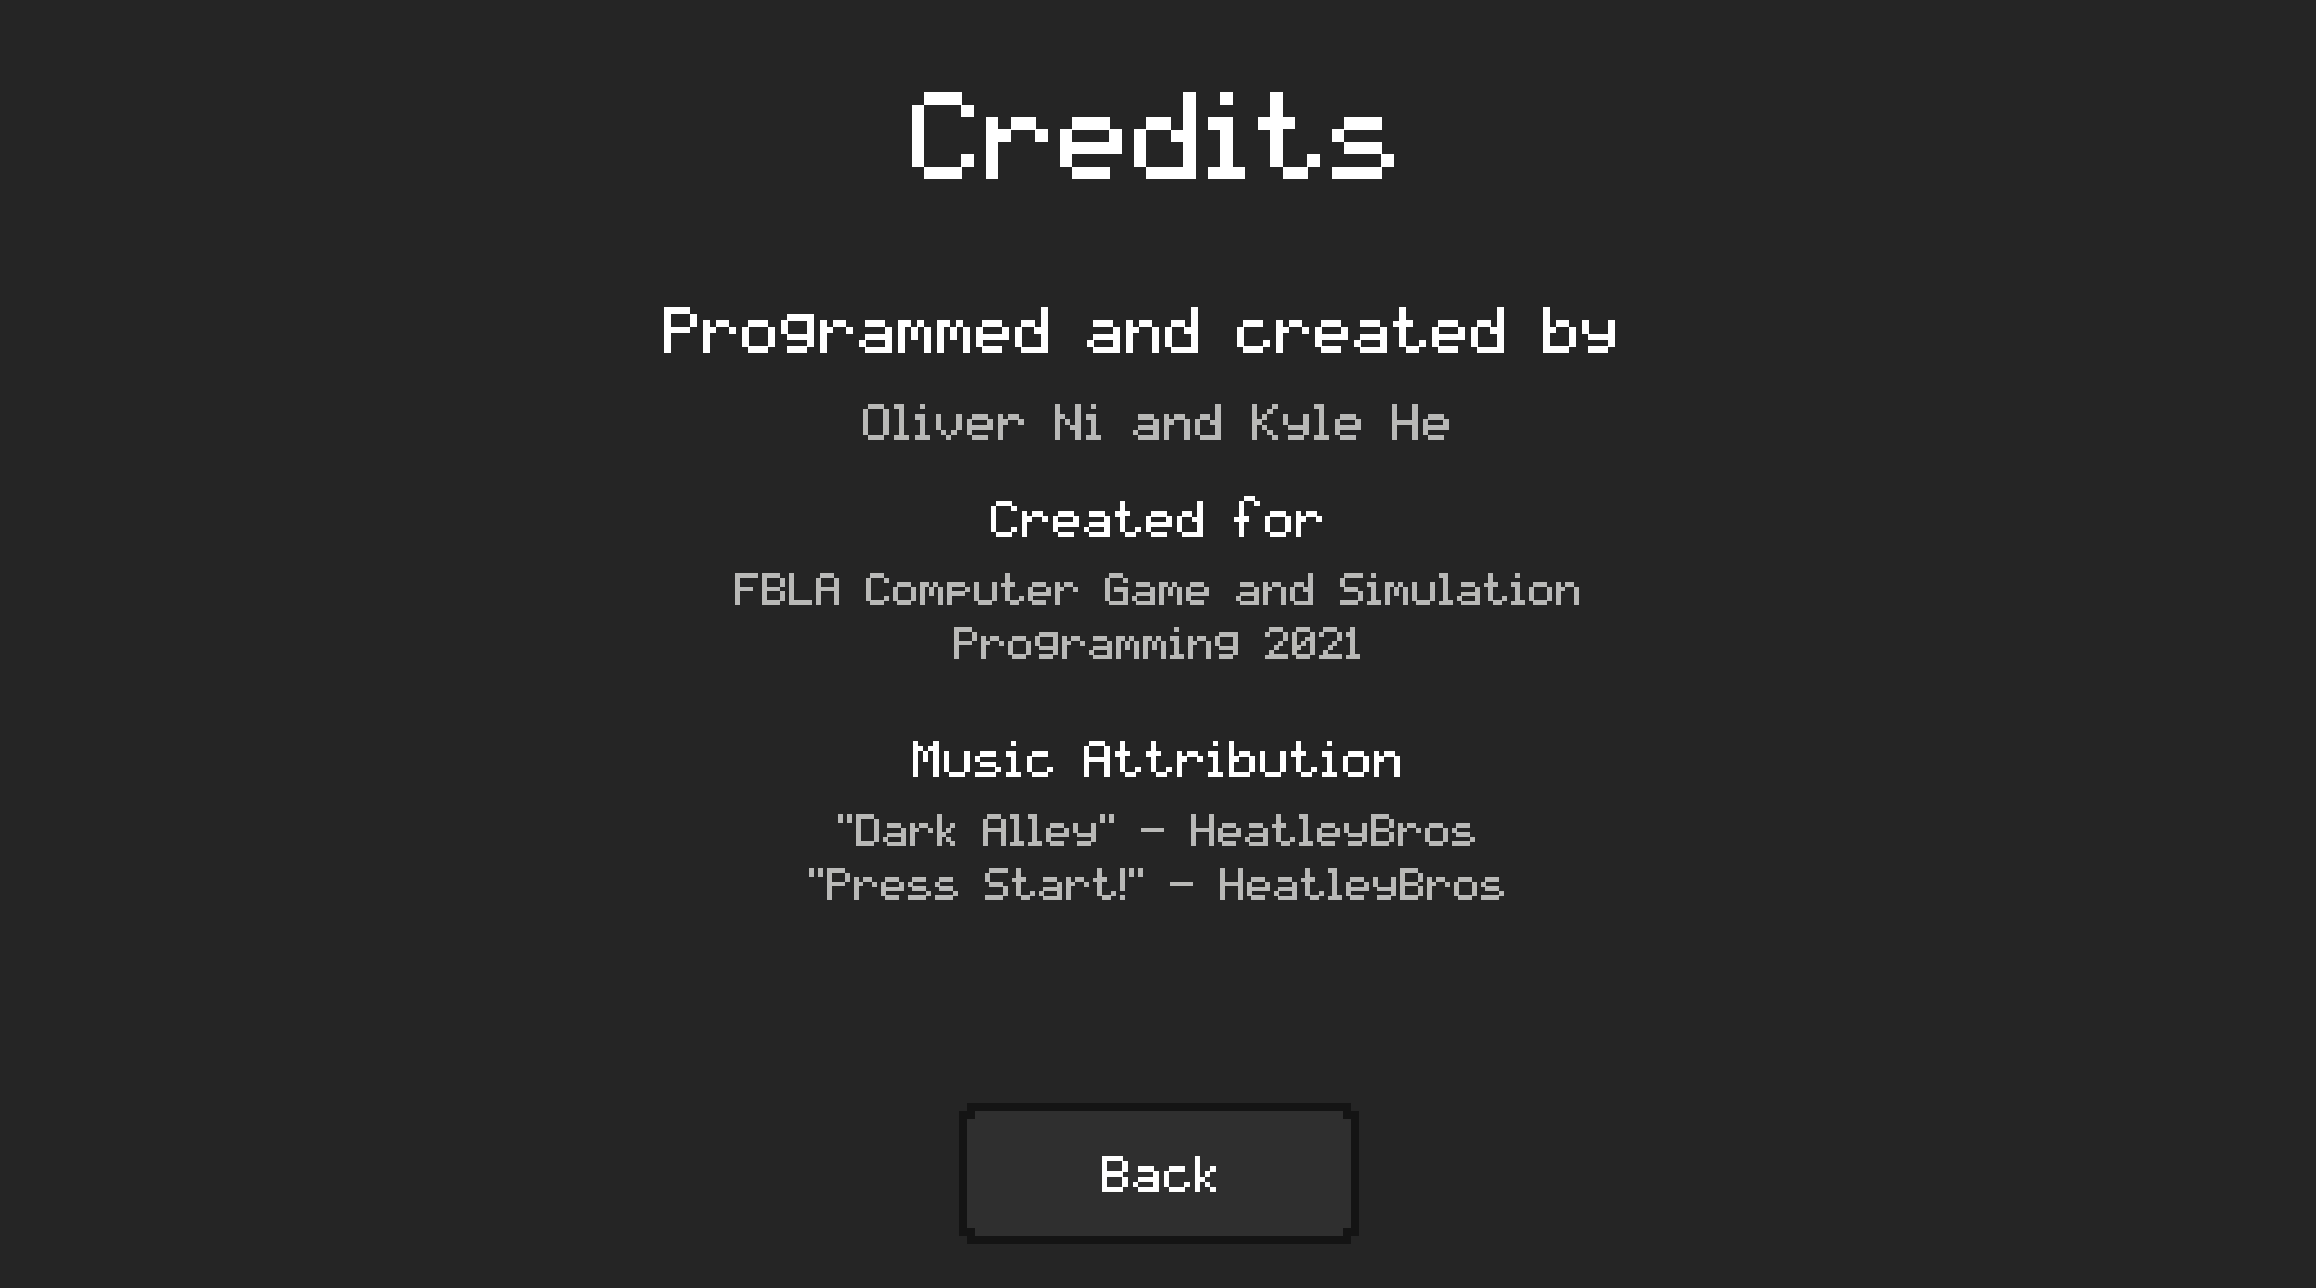 Credits
Programmed and created by
Oliver Ni and Kyle He
Created for
FBLA Computer Game and Simulation
Programming 2021
Music Attribution
"Dark Alley" - HeatleyBros
"Press Start!" - HeatleyBros
Back